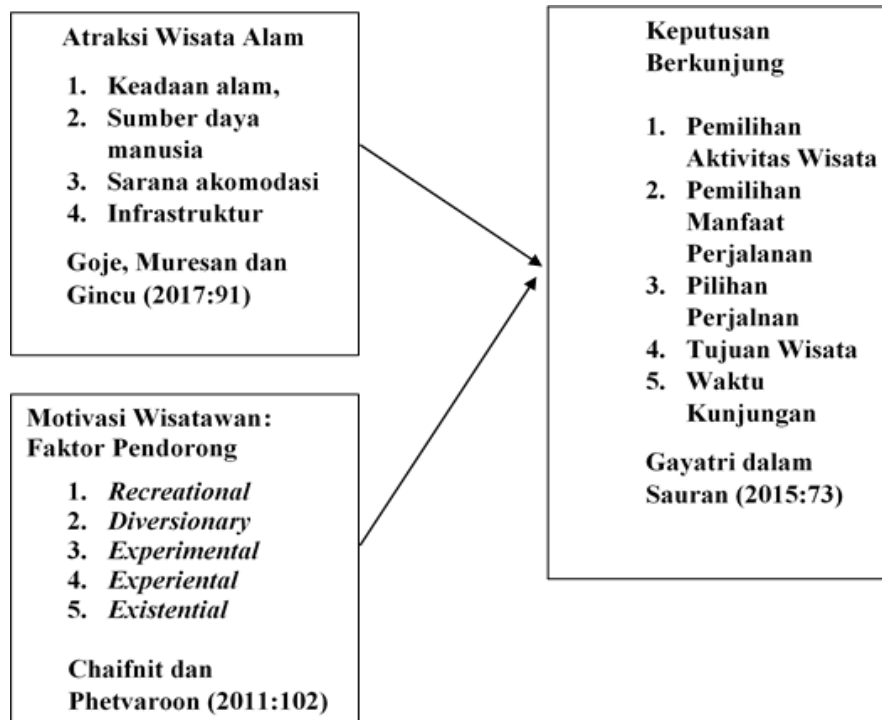 Atraksi Wisata Alam
1. Keadaan alam,
2. Sumber daya
manusia
3. Sarana akomodasi
4. Infrastruktur
Goje, Muresan dan
Gincu (2017:91)
Motivasi Wisatawan:
Faktor Pendorong
1. Recreational
2. Diversionary
3. Experimental
4. Experiental
5. Existential
Chaifnit dan
Phetvaroon (2011:102)
Keputusan
Berkunjung
1. Pemilihan
Aktivitas Wisata
2. Pemilihan
Manfaat
Perjalanan
3. Pilihan
Perjalnan
4. Tujuan Wisata
5. Waktu
Kunjungan
Gayatri dalam
Sauran (2015:73)